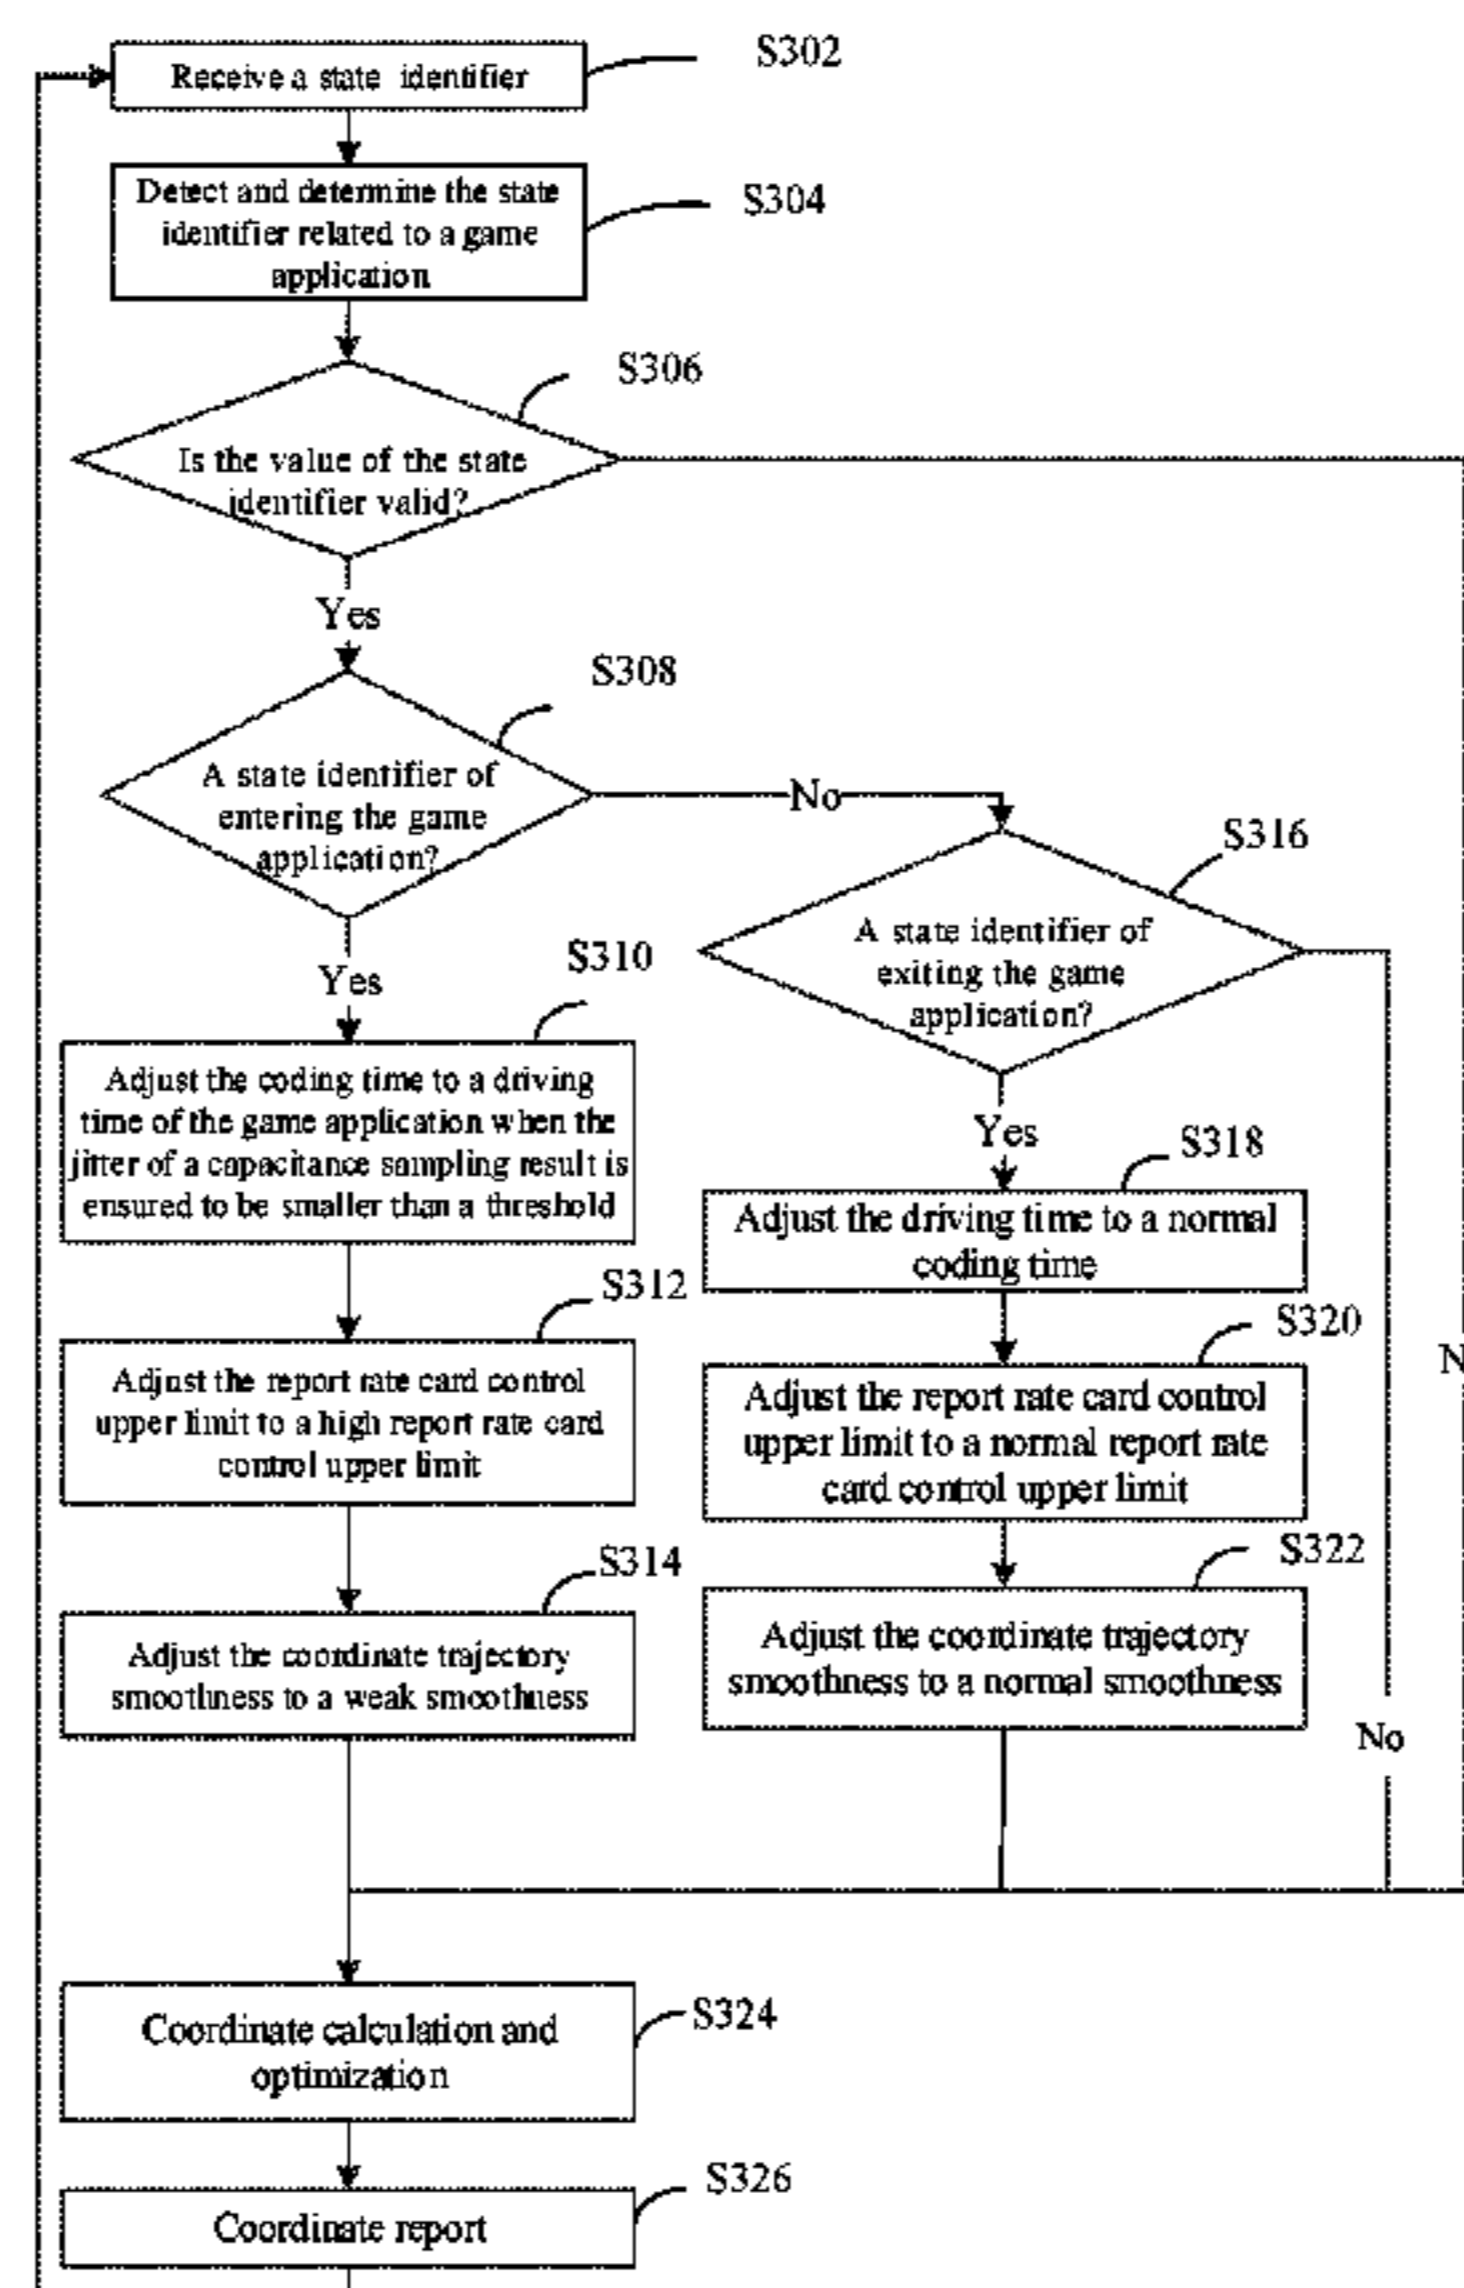 S302
Receive a state identifier
S304
Detect and determine the state
identifier related to a game
application
S306
Is the value of the state
identifier valid?
Yes
S308
A state identifier of
entering the game
application?
No
S316
A state identifier of
exiting the game
application?
Yes
S310
Adjust the coding time to a driving
time of the game application when the
jitter of a capacitance sampling result is
ensured to be smaller than a threshold
Yes
S318
Adjust the driving time to a normal
coding time
S312
Adjust the report rate card control
upper limit to a high report rate card
control upper limit
S320
Adjust the report rate card control
upper limit to a normal report rate
card control upper limit
N
S314
Adjust the coordinate trajectory
smoothness to a weak smoothness
S322
Adjust the coordinate trajectory
smoothness to a normal smoothness
No
S324
Coordinate calculation and
optimization
S326
Coordinate report